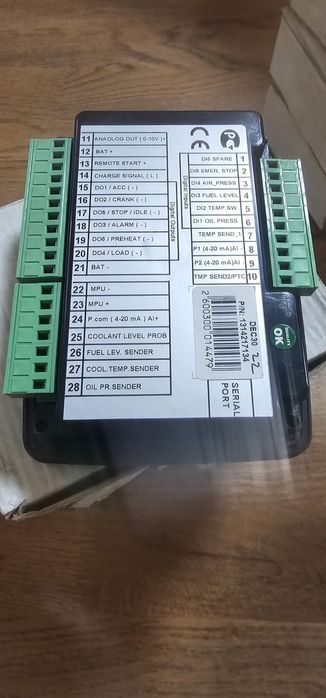 11 ANAOLOG OUT ( 0-10V )+
12 BAT +
13 REMOTE START +
14 CHARGE SIGNAL ( L )
15 DO1 / ACC ( - )
16 DO2 / CRANK ( - )
17 DO5 / STOP / IDLE ( - )
18 DO3 / ALARM ( - )
19 DO6 / PREHEAT ( - )
20 DO4 / LOAD ( - )
21 BAT -
Digital Outputs
22 MPU -
23 MPU +
24 P.com ( 4-20 mA ) AI+
25 COOLANT LEVEL PROB
26 FUEL LEV. SENDER
27 COOL.TEMP.SENDER
28 OIL PR.SENDER
CE
DI6 SPARE 1
DI5 EMER. STOP 2
DI4 AIR_PRESS 3
DI3 FUEL LEVEL 4
DI2 TEMP.SW. 5
DI1 OIL PRESS 6
Digital Inputs
TEMP SEND_1 7
P1 (4-20 mA)AI - 8
P2 (4-20 mA)AI - 9
TMP SEND2/PTC 10
DEC30 22
P/N: 1314217134
2600300014479
SERIAL
PORT
OK